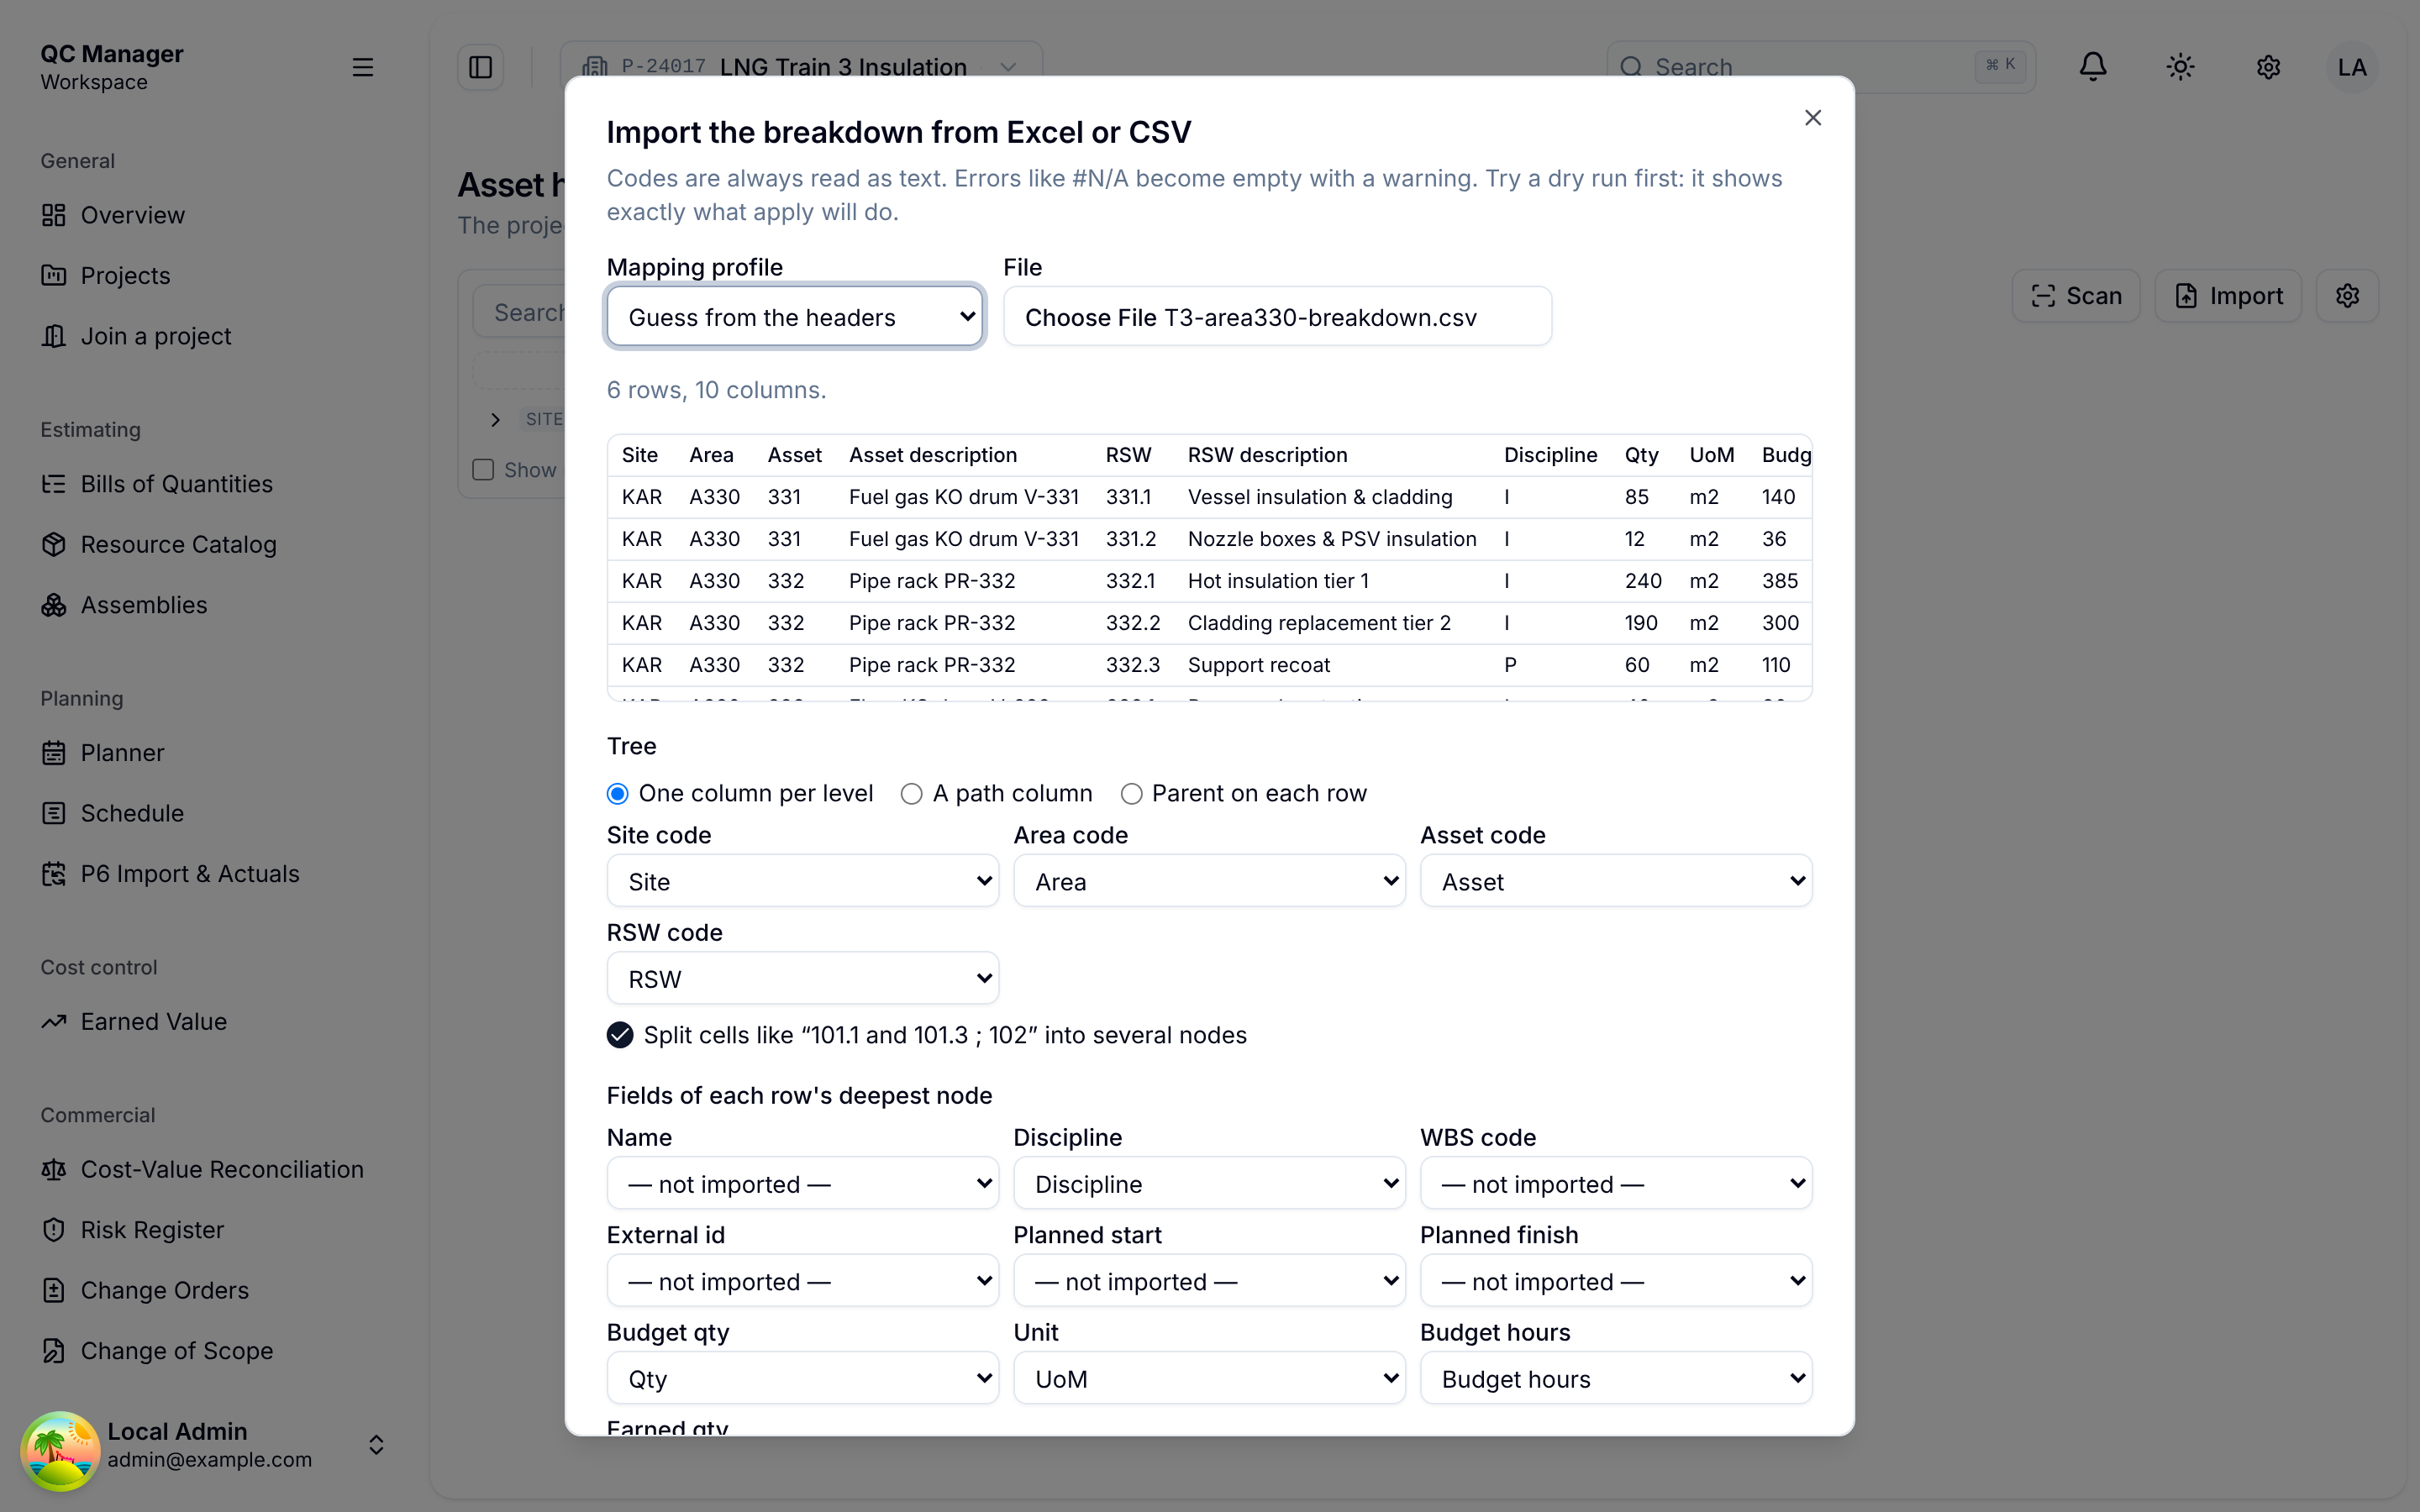 QC Manager
Workspace
General
Overview
Projects
Join a project
Estimating
Bills of Quantities
Resource Catalog
Assemblies
Planning
Planner
Schedule
P6 Import & Actuals
Cost control
Earned Value
Commercial
Cost-Value Reconciliation
Risk Register
Change Orders
Change of Scope
Local Admin
admin@example.com
P-24017 LNG Train 3 Insulation
Search ⌘ K
LA
Asset h
The proje
Search
SITE
Show
Scan Import
Import the breakdown from Excel or CSV
Codes are always read as text. Errors like #N/A become empty with a warning. Try a dry run first: it shows
exactly what apply will do.
Mapping profile File
Guess from the headers Choose File T3-area330-breakdown.csv
6 rows, 10 columns.
Site Area Asset Asset description RSW RSW description Discipline Qty UoM Budg
KAR A330 331 Fuel gas KO drum V-331 331.1 Vessel insulation & cladding I 85 m2 140
KAR A330 331 Fuel gas KO drum V-331 331.2 Nozzle boxes & PSV insulation I 12 m2 36
KAR A330 332 Pipe rack PR-332 332.1 Hot insulation tier 1 I 240 m2 385
KAR A330 332 Pipe rack PR-332 332.2 Cladding replacement tier 2 I 190 m2 300
KAR A330 332 Pipe rack PR-332 332.3 Support recoat P 60 m2 110
Tree
One column per level A path column Parent on each row
Site code Area code Asset code
Site Area Asset
RSW code
RSW
Split cells like “101.1 and 101.3 ; 102” into several nodes
Fields of each row's deepest node
Name Discipline WBS code
— not imported — Discipline — not imported —
External id Planned start Planned finish
— not imported — — not imported — — not imported —
Budget qty Unit Budget hours
Qty UoM Budget hours
Earned qty